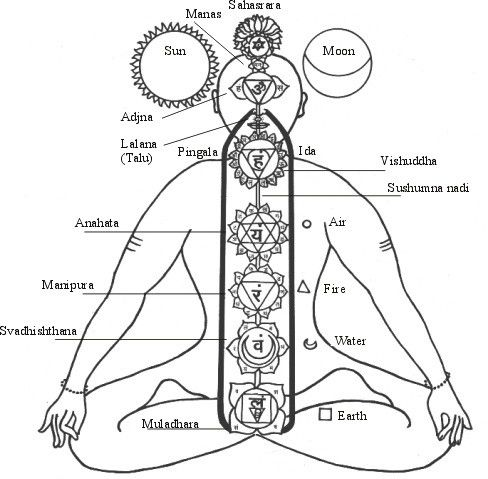 Sahasrara
Manas
Sun
Moon
ॐ
Adjna
Lalana
(Talu)
Pingala
Ida
हं
Vishuddha
Sushumna nadi
Anahata
यं
Air
Manipura
रं
Fire
Svadhishthana
वं
Water
लं
Muladhara
Earth